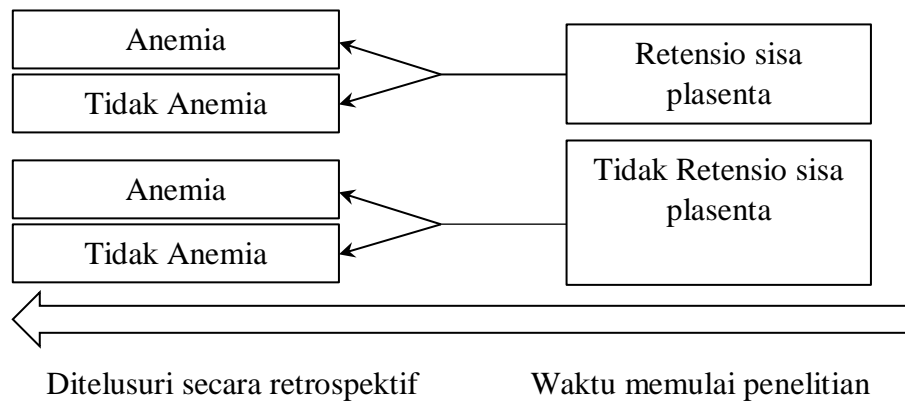 Anemia
Tidak Anemia
Retensio sisa
plasenta
Anemia
Tidak Anemia
Tidak Retensio sisa
plasenta
Ditelusuri secara retrospektif
Waktu memulai penelitian